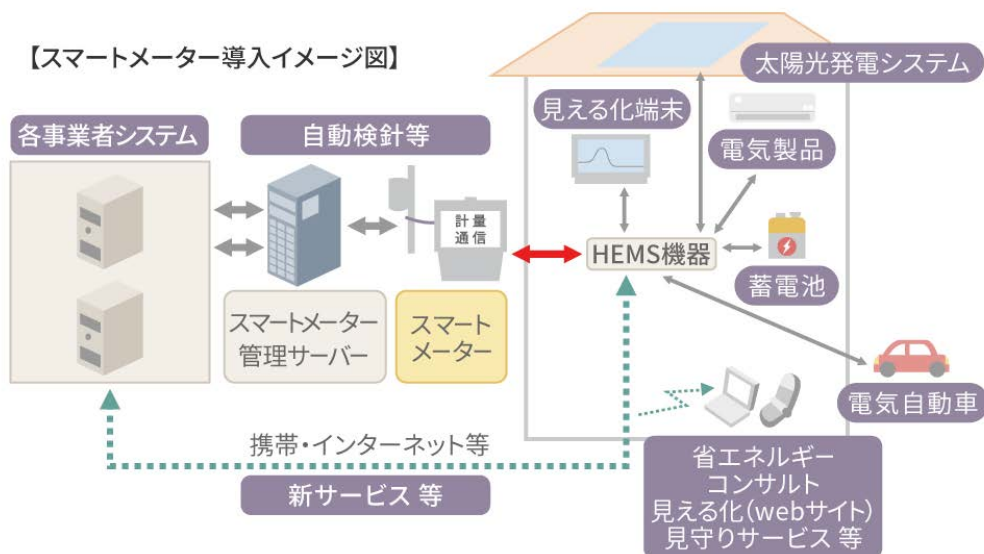 【スマートメーター導入イメージ図】
各事業者システム
自動検針等
計量
通信
スマートメーター
管理サーバー
スマート
メーター
太陽光発電システム
見える化端末
電気製品
HEMS機器
蓄電池
電気自動車
携帯・インターネット等
新サービス 等
省エネルギー
コンサルト
見える化(webサイト)
見守りサービス 等